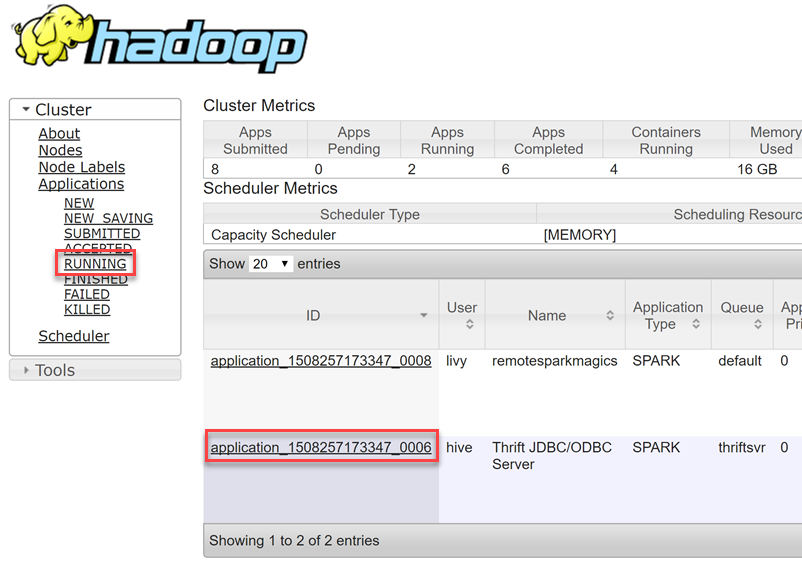 hadoop
Cluster
About
Nodes
Node Labels
Applications
NEW
NEW_SAVING
SUBMITTED
ACCEPTED
RUNNING
FINISHED
FAILED
KILLED
Scheduler
Tools
Cluster Metrics
Apps Submitted Apps Pending Apps Running Apps Completed Containers Running Memory Used
8 0 2 6 4 16 GB
Scheduler Metrics
Scheduler Type Scheduling Resourc
Capacity Scheduler [MEMORY]
Show 20 entries
ID User Name Application Type Queue App Pri
application_1508257173347_0008 livy remotesparkmagics SPARK default 0
application_1508257173347_0006 hive Thrift JDBC/ODBC SPARK thriftsvr 0
Server
Showing 1 to 2 of 2 entries